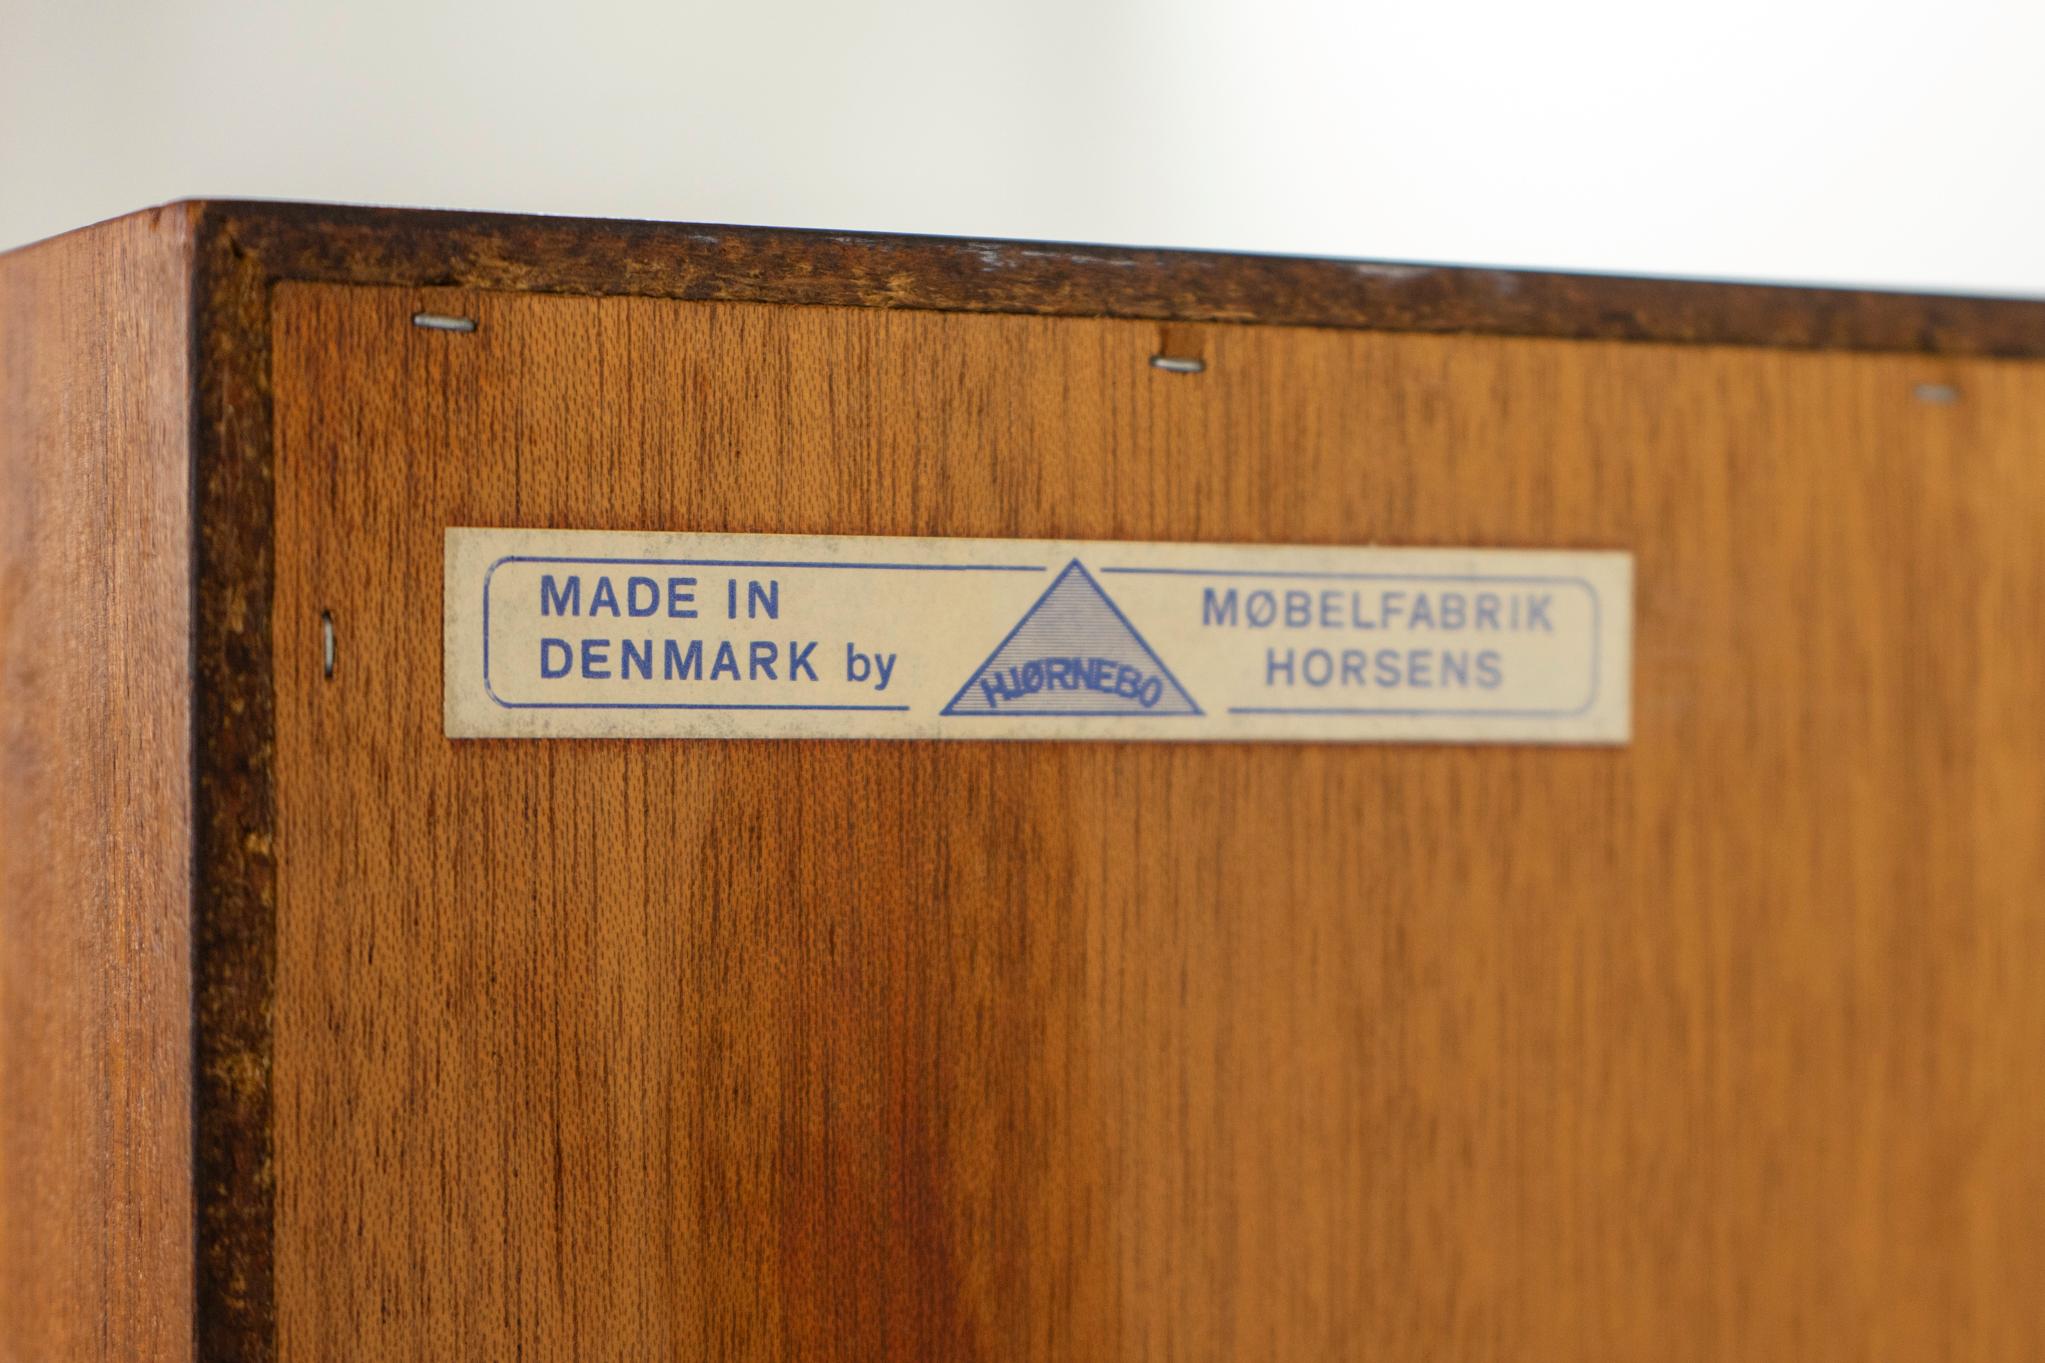 MADE IN
DENMARK by
HJØRNEBO
MØBELFABRIK
HORSENS